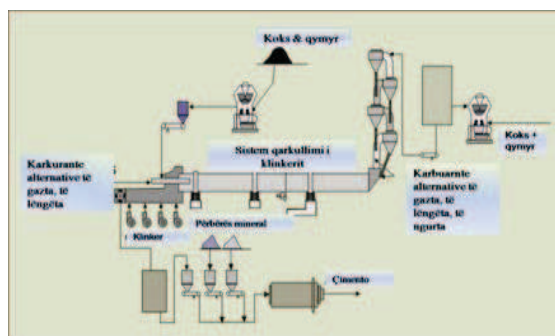 Koks & qymyr
Koks +
qymyr
Sistem qarkullimi i
klinkerit
Karkurante
alternative të
gazta, të
lëngëta
Karbuarnte
alternative të
gazta, të
lëngëta, të
ngurta
Klinker
Përbërës mineral
Çimento